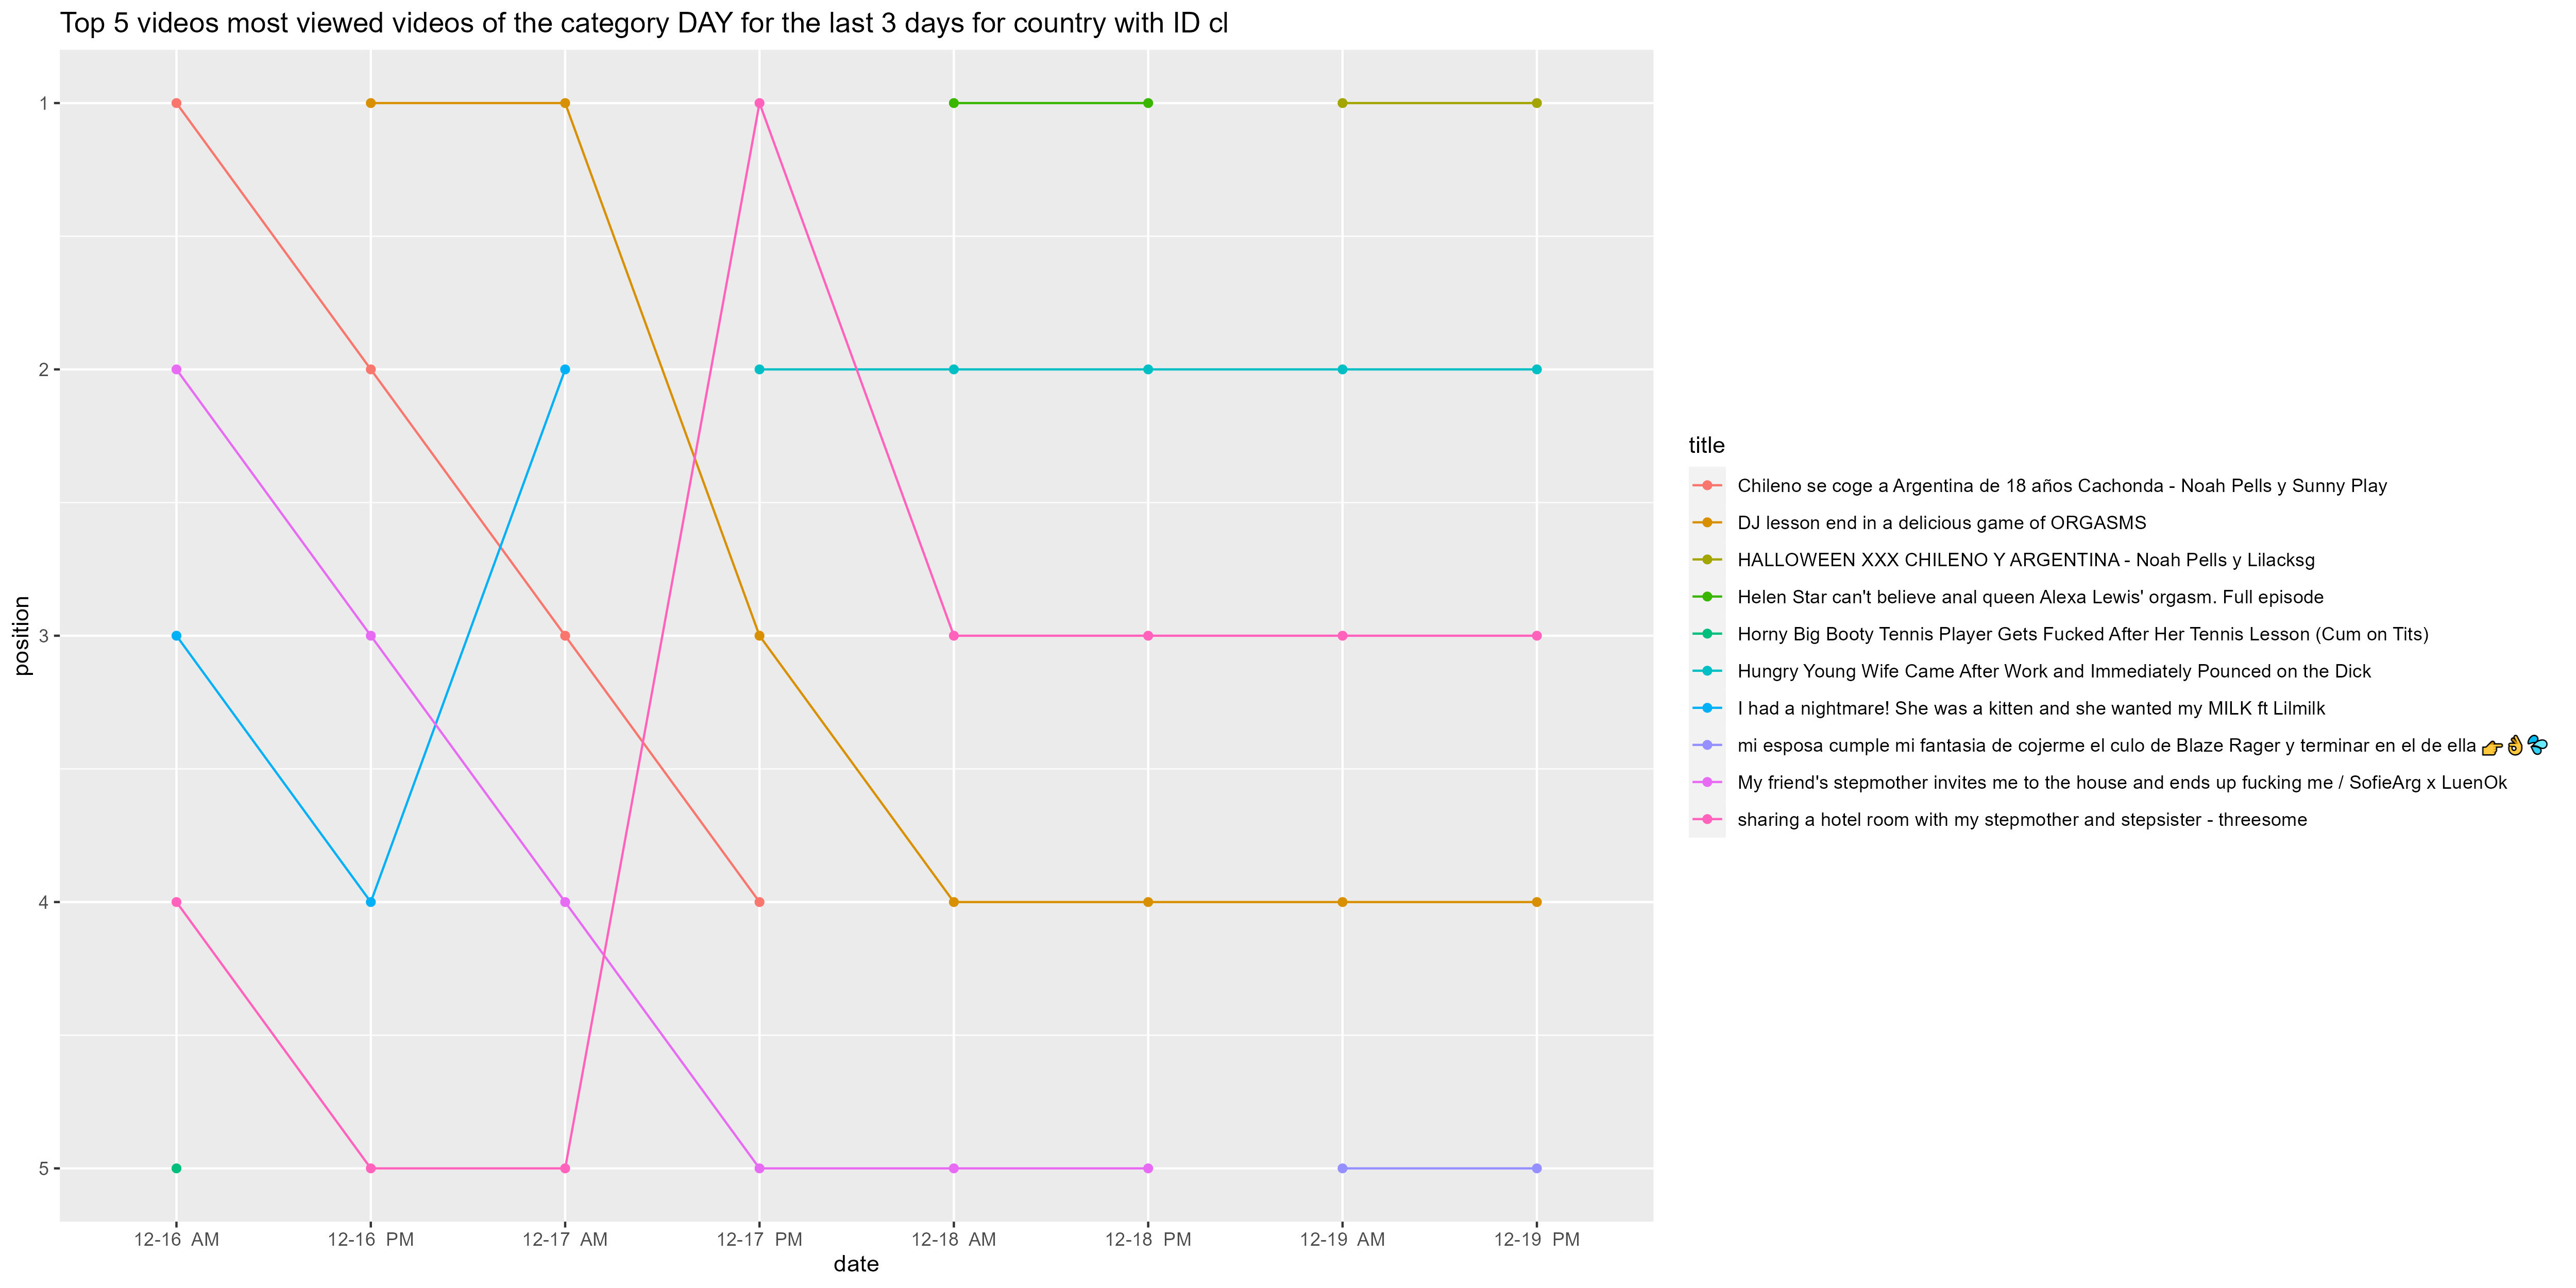 Top 5 videos most viewed videos of the category DAY for the last 3 days for country with ID cl
position
1
2
3
4
5
12-16 AM
12-16 PM
12-17 AM
12-17 PM
12-18 AM
12-18 PM
12-19 AM
12-19 PM
date
title
Chileno se coge a Argentina de 18 años Cachonda - Noah Pells y Sunny Play
DJ lesson end in a delicious game of ORGASMS
HALLOWEEN XXX CHILENO Y ARGENTINA - Noah Pells y Lilacksg
Helen Star can't believe anal queen Alexa Lewis' orgasm. Full episode
Horny Big Booty Tennis Player Gets Fucked After Her Tennis Lesson (Cum on Tits)
Hungry Young Wife Came After Work and Immediately Pounced on the Dick
I had a nightmare! She was a kitten and she wanted my MILK ft Lilmilk
mi esposa cumple mi fantasia de cojerme el culo de Blaze Rager y terminar en el de ella 👉👌💦
My friend's stepmother invites me to the house and ends up fucking me / SofieArg x LuenOk
sharing a hotel room with my stepmother and stepsister - threesome